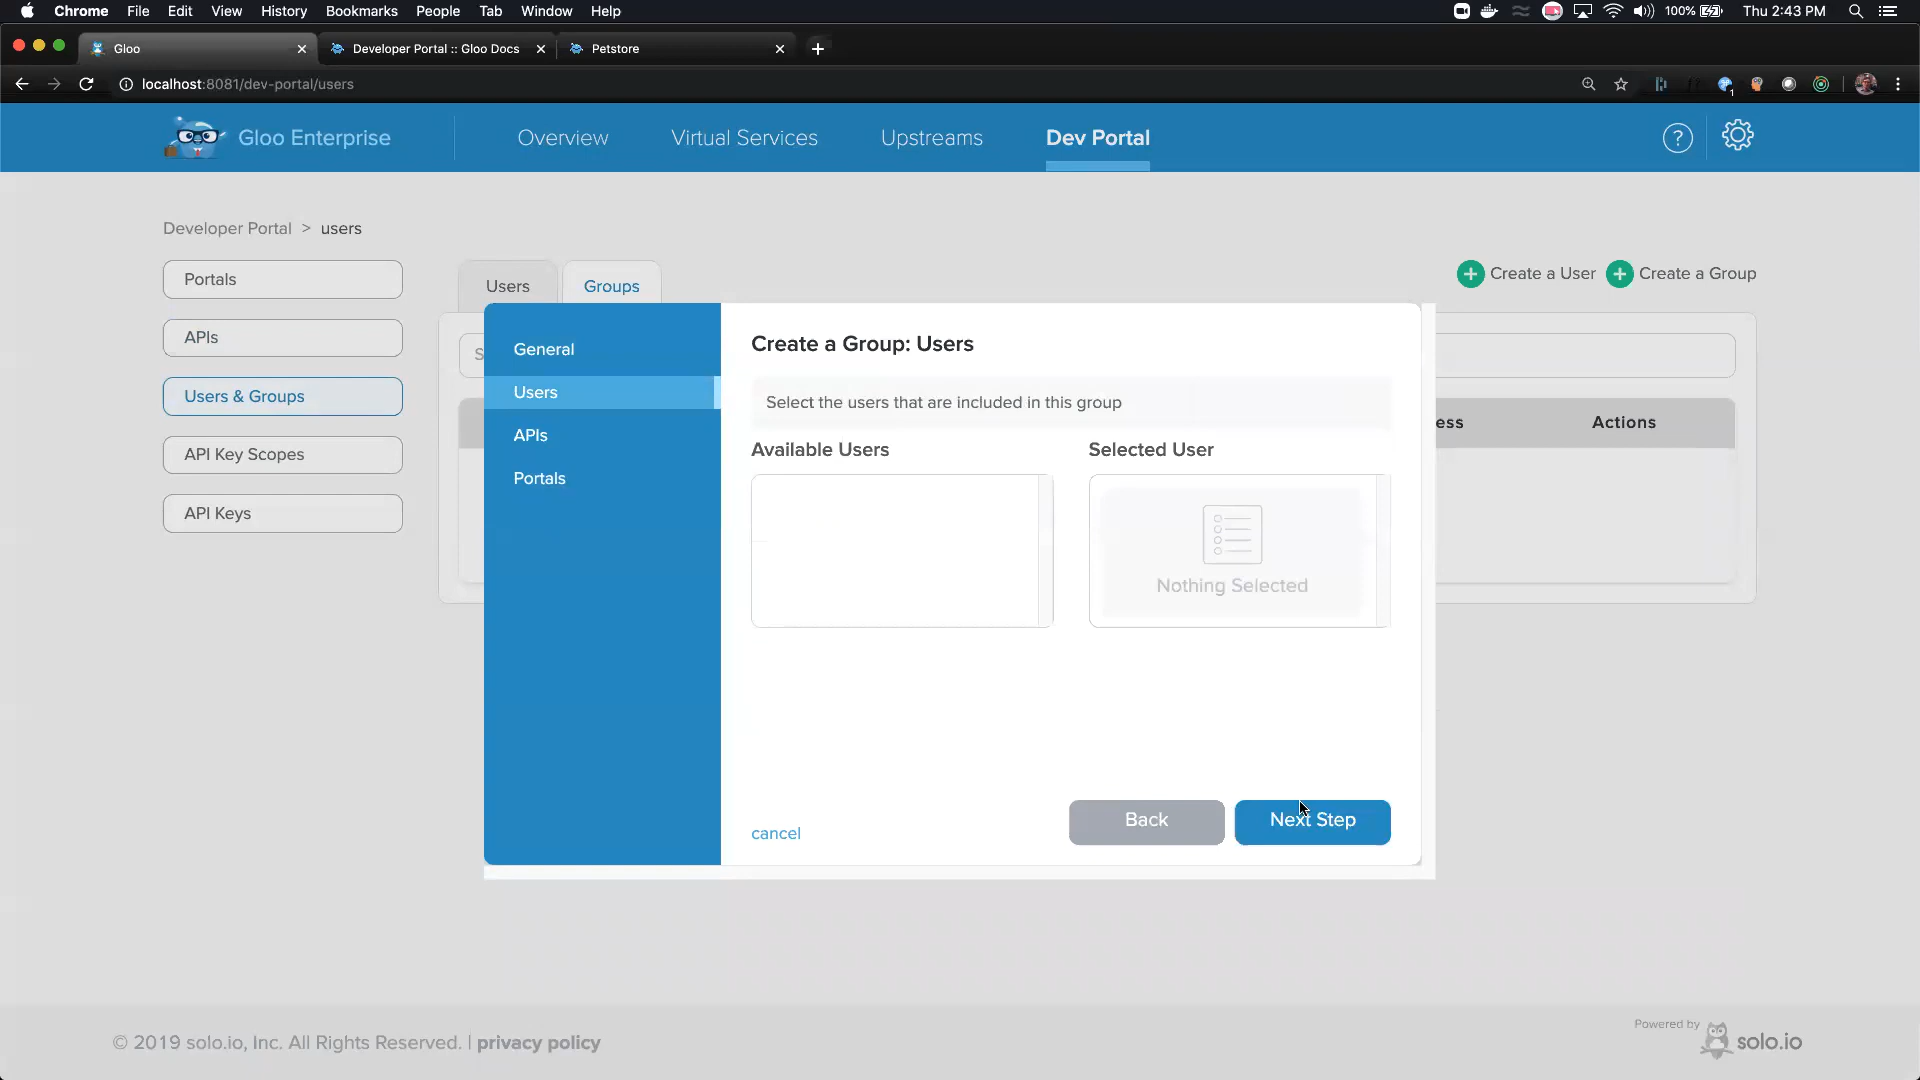 Chrome File Edit View History Bookmarks People Tab Window Help 100% Thu 2:43 PM
Gloo Developer Portal :: Gloo Docs Petstore
localhost:8081/dev-portal/users
Gloo Enterprise Overview Virtual Services Upstreams Dev Portal ?
Developer Portal > users
Portals
APIs
Users & Groups
API Key Scopes
API Keys
Users Groups
Create a User Create a Group
S
ess Actions
General
Users
APIs
Portals
Create a Group: Users
Select the users that are included in this group
Available Users Selected User
Nothing Selected
cancel Back Next Step
© 2019 solo.io, Inc. All Rights Reserved. | privacy policy
Powered by solo.io